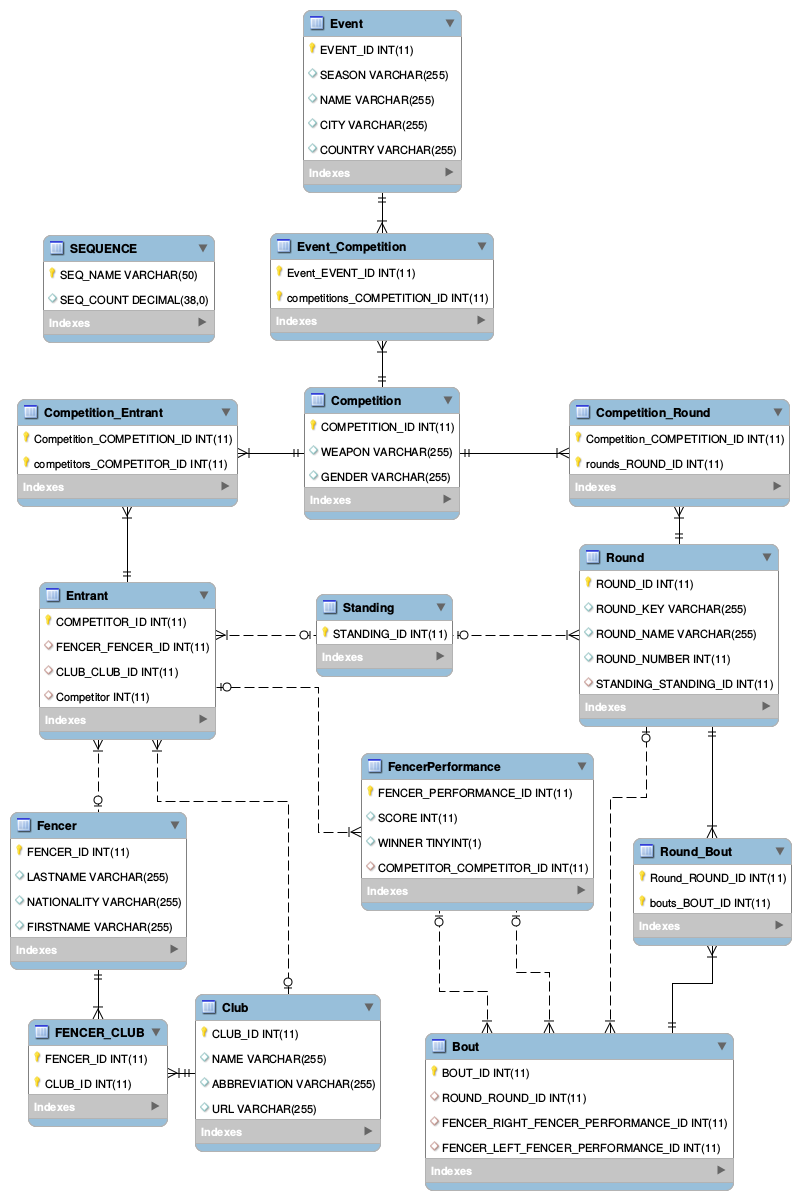 Event
EVENT_ID INT(11)
SEASON VARCHAR(255)
NAME VARCHAR(255)
CITY VARCHAR(255)
COUNTRY VARCHAR(255)
Indexes
SEQUENCE
SEQ_NAME VARCHAR(50)
SEQ_COUNT DECIMAL(38,0)
Indexes
Event_Competition
Event_EVENT_ID INT(11)
competitions_COMPETITION_ID INT(11)
Indexes
Competition_Entrant
Competition_COMPETITION_ID INT(11)
competitors_COMPETITOR_ID INT(11)
Indexes
Competition
COMPETITION_ID INT(11)
WEAPON VARCHAR(255)
GENDER VARCHAR(255)
Indexes
Competition_Round
Competition_COMPETITION_ID INT(11)
rounds_ROUND_ID INT(11)
Indexes
Entrant
COMPETITOR_ID INT(11)
FENCER_FENCER_ID INT(11)
CLUB_CLUB_ID INT(11)
Competitor INT(11)
Indexes
Standing
STANDING_ID INT(11)
Indexes
Round
ROUND_ID INT(11)
ROUND_KEY VARCHAR(255)
ROUND_NAME VARCHAR(255)
ROUND_NUMBER INT(11)
STANDING_STANDING_ID INT(11)
Indexes
Fencer
FENCER_ID INT(11)
LASTNAME VARCHAR(255)
NATIONALITY VARCHAR(255)
FIRSTNAME VARCHAR(255)
Indexes
FencerPerformance
FENCER_PERFORMANCE_ID INT(11)
SCORE INT(11)
WINNER TINYINT(1)
COMPETITOR_COMPETITOR_ID INT(11)
Indexes
Round_Bout
Round_ROUND_ID INT(11)
bouts_BOUT_ID INT(11)
Indexes
FENCER_CLUB
FENCER_ID INT(11)
CLUB_ID INT(11)
Indexes
Club
CLUB_ID INT(11)
NAME VARCHAR(255)
ABBREVIATION VARCHAR(255)
URL VARCHAR(255)
Indexes
Bout
BOUT_ID INT(11)
ROUND_ROUND_ID INT(11)
FENCER_RIGHT_FENCER_PERFORMANCE_ID INT(11)
FENCER_LEFT_FENCER_PERFORMANCE_ID INT(11)
Indexes